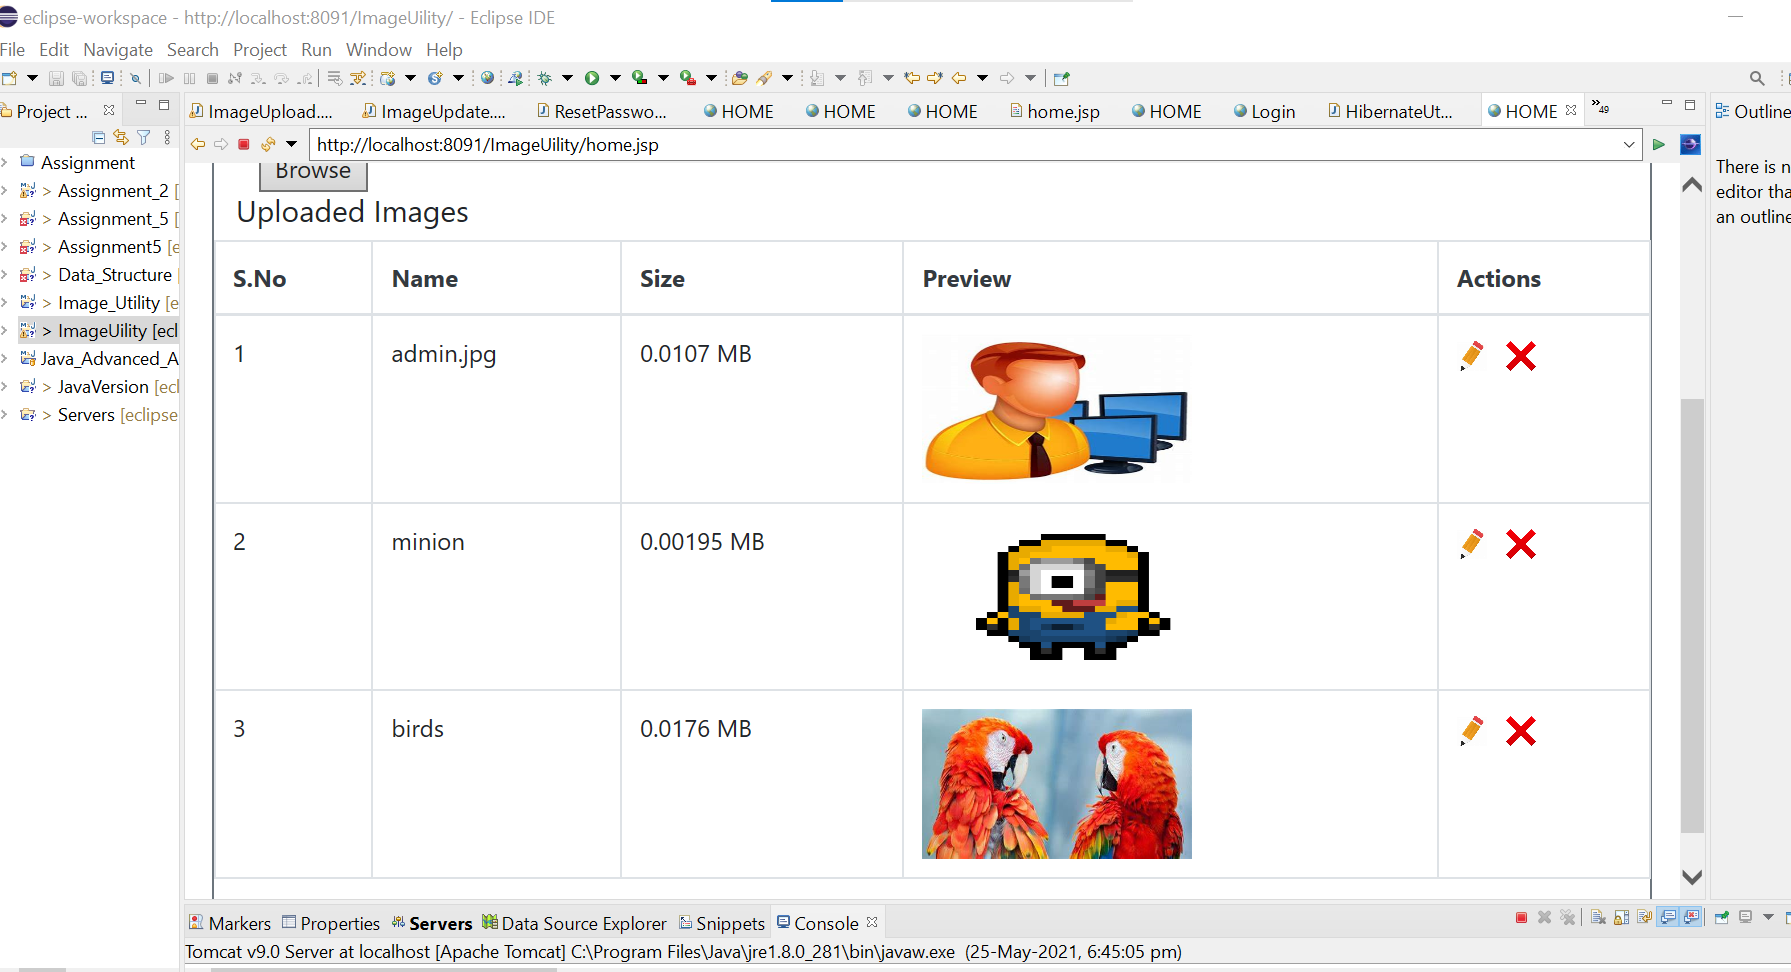 eclipse-workspace - http://localhost:8091/ImageUility/ - Eclipse IDE
File Edit Navigate Search Project Run Window Help
Project ...
ImageUpload.... ImageUpdate.... ResetPasswo... HOME HOME HOME home.jsp HOME Login HibernateUt... HOME »49
Outline
http://localhost:8091/ImageUility/home.jsp
Assignment
> Assignment_2 [
> Assignment_5 [
> Assignment5 [e
> Data_Structure
> Image_Utility [e
> ImageUility [ecl
Java_Advanced_A
> JavaVersion [ecl
> Servers [eclipse
There is n
editor tha
an outline
Browse
Uploaded Images
S.No Name Size Preview Actions
1 admin.jpg 0.0107 MB
2 minion 0.00195 MB
3 birds 0.0176 MB
Markers Properties Servers Data Source Explorer Snippets Console
Tomcat v9.0 Server at localhost [Apache Tomcat] C:\Program Files\Java\jre1.8.0_281\bin\javaw.exe (25-May-2021, 6:45:05 pm)